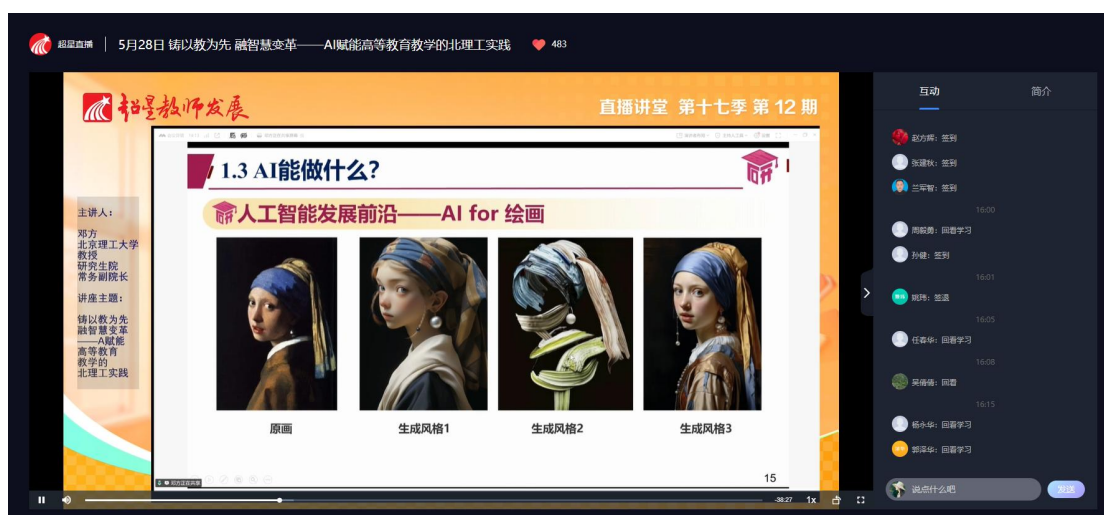 超星直播
5月28日 铸以教为先 融智慧变革——AI赋能高等教育教学的北理工实践
483
超星教师发展
直播讲堂 第十七季 第 12 期
1.3 AI能做什么?
人工智能发展前沿——AI for 绘画
原画
生成风格1
生成风格2
生成风格3
15
主讲人:
邓方
北京理工大学
教授
研究生院
常务副院长
讲座主题:
铸以教为先
融智慧变革
——AI赋能
高等教育
教学的
北理工实践
邓方正在共享
-38:27
1x
互动
简介
赵方辉: 签到
张建秋: 签到
兰军智: 签到
16:00
周毅勇: 回看学习
孙健: 签到
16:01
姚玮: 签退
16:05
任春华: 回看学习
16:08
吴倩倩: 回看
16:15
杨永华: 回看学习
郭泽华: 回看学习
说点什么吧
发送